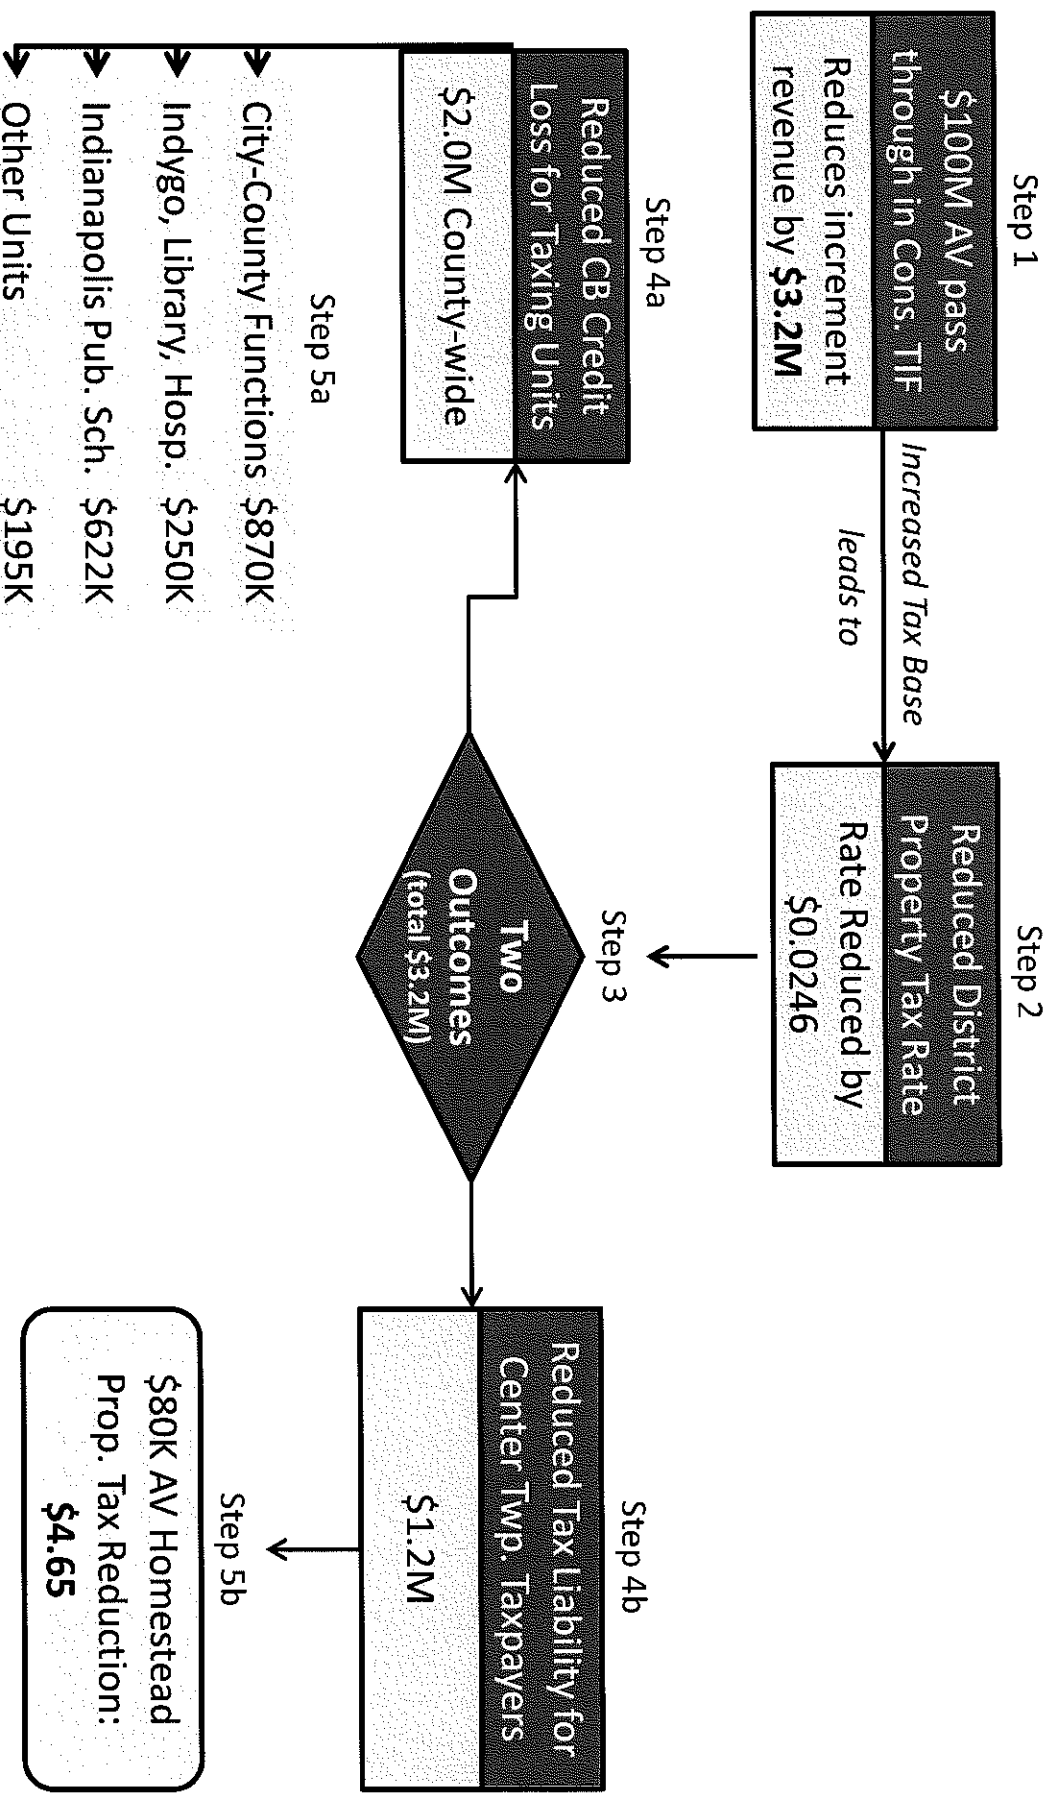 Step 1
$100M AV pass
through in Cons. TIF
Reduces increment
revenue by $3.2M
Increased Tax Base
leads to
Step 2
Reduced District
Property Tax Rate
Rate Reduced by
$0.0246
Step 3
Two
Outcomes
(total $3.2M)
Step 4a
Reduced CB Credit
Loss for Taxing Units
$2.0M County-wide
Step 5a
City-County Functions $870K
Indygo, Library, Hosp. $250K
Indianapolis Pub. Sch. $622K
Other Units $195K
Step 4b
Reduced Tax Liability for
Center Twp. Taxpayers
$1.2M
Step 5b
$80K AV Homestead
Prop. Tax Reduction:
$4.65